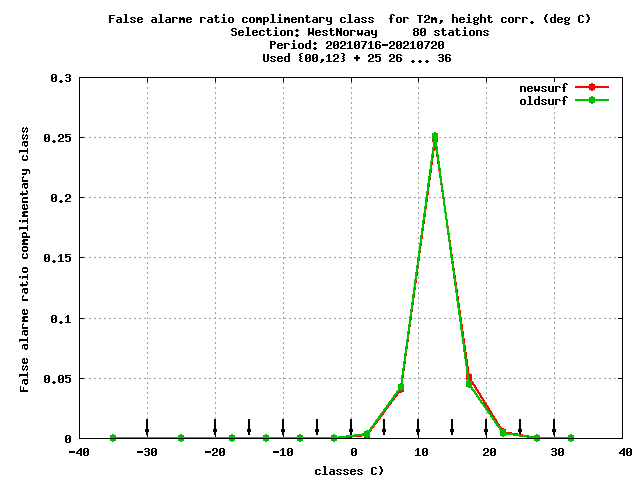 False alarme ratio complimentary class  for T2m, height corr. (deg C)
Selection: WestNorway     80 stations
Period: 20210716-20210720
Used {00,12} + 25 26 ... 36
newsurf
oldsurf
False alarme ratio complimentary class
0.3
0.25
0.2
0.15
0.1
0.05
0
-40 -30 -20 -10 0 10 20 30 40
classes C)